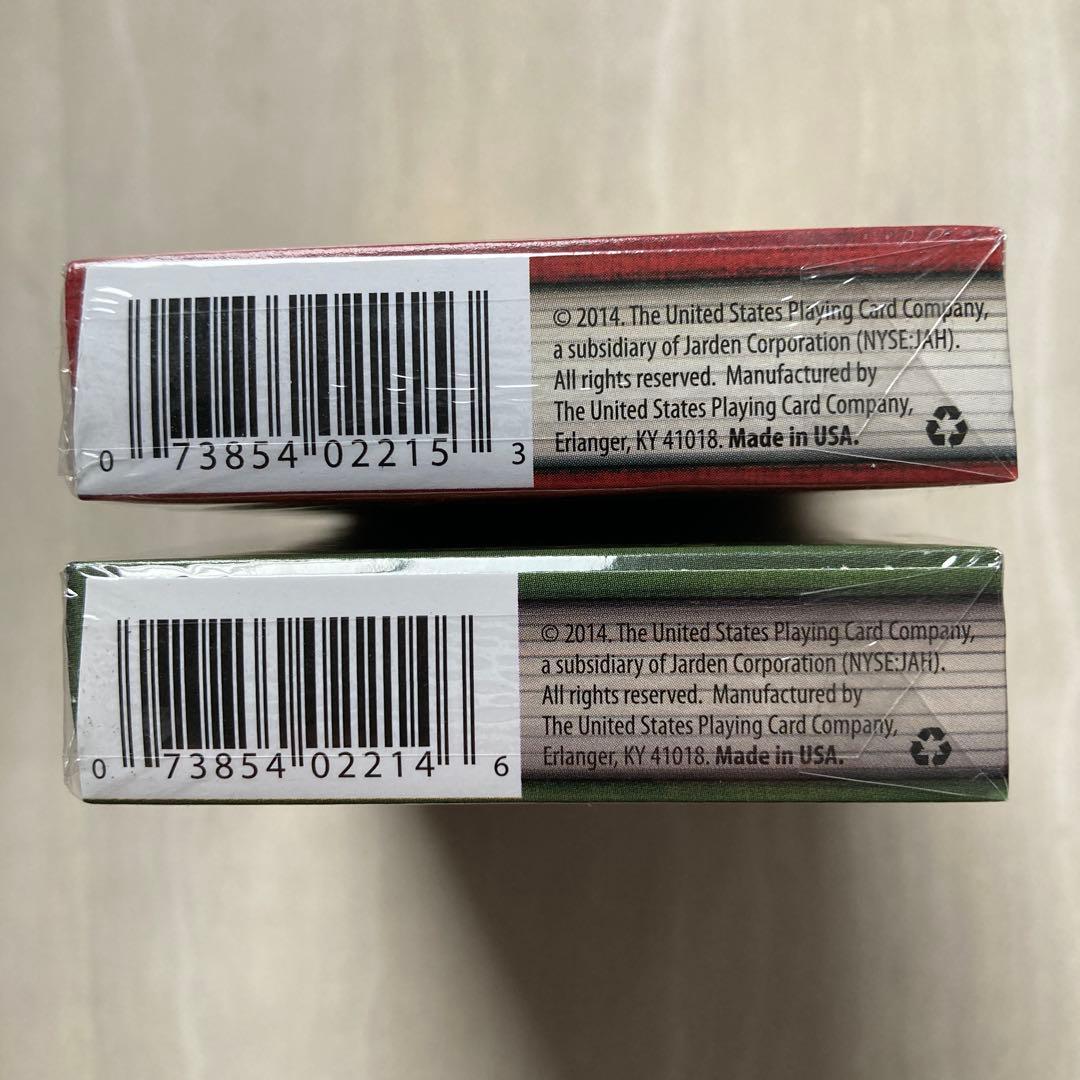 © 2014. The United States Playing Card Company,
a subsidiary of Jarden Corporation (NYSE:JAH).
All rights reserved. Manufactured by
The United States Playing Card Company,
Erlanger, KY 41018. Made in USA.
0 73854 02215 3
© 2014. The United States Playing Card Company,
a subsidiary of Jarden Corporation (NYSE:JAH).
All rights reserved. Manufactured by
The United States Playing Card Company,
Erlanger, KY 41018. Made in USA.
0 73854 02214 6